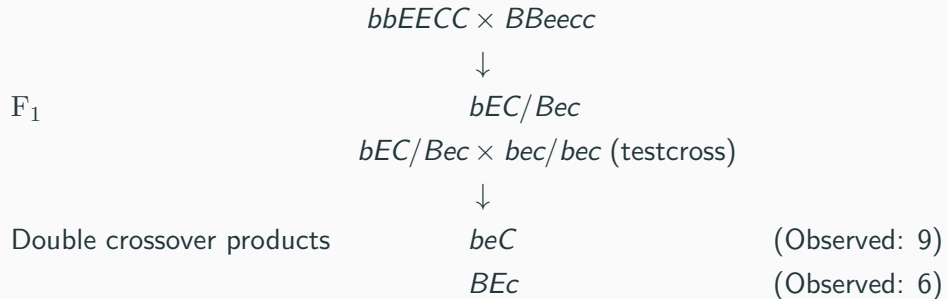 bbEECC × BBeecc
↓
F₁ bEC/Bec
bEC/Bec × bec/bec (testcross)
↓
Double crossover products beC (Observed: 9)
BEc (Observed: 6)